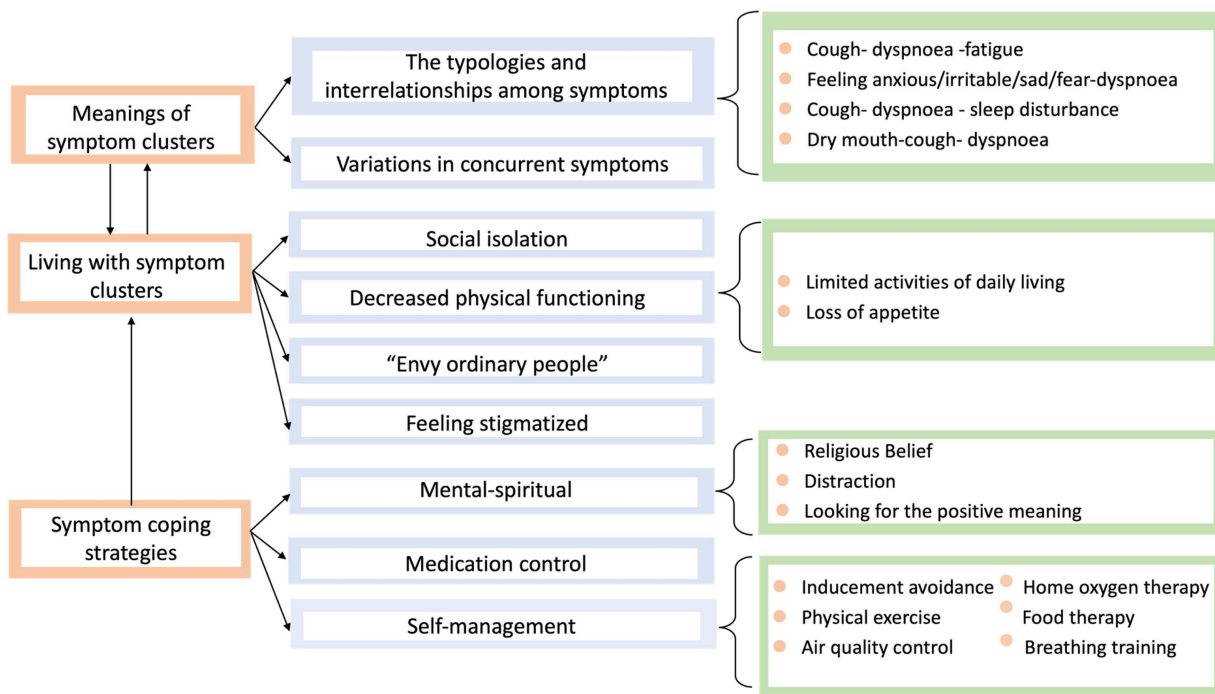 Meanings of
symptom clusters
The typologies and
interrelationships among symptoms
Variations in concurrent symptoms
Cough- dyspnoea -fatigue
Feeling anxious/irritable/sad/fear-dyspnoea
Cough- dyspnoea - sleep disturbance
Dry mouth-cough- dyspnoea
Living with symptom
clusters
Social isolation
Decreased physical functioning
“Envy ordinary people”
Feeling stigmatized
Limited activities of daily living
Loss of appetite
Symptom coping
strategies
Mental-spiritual
Medication control
Self-management
Religious Belief
Distraction
Looking for the positive meaning
Inducement avoidance
Physical exercise
Air quality control
Home oxygen therapy
Food therapy
Breathing training